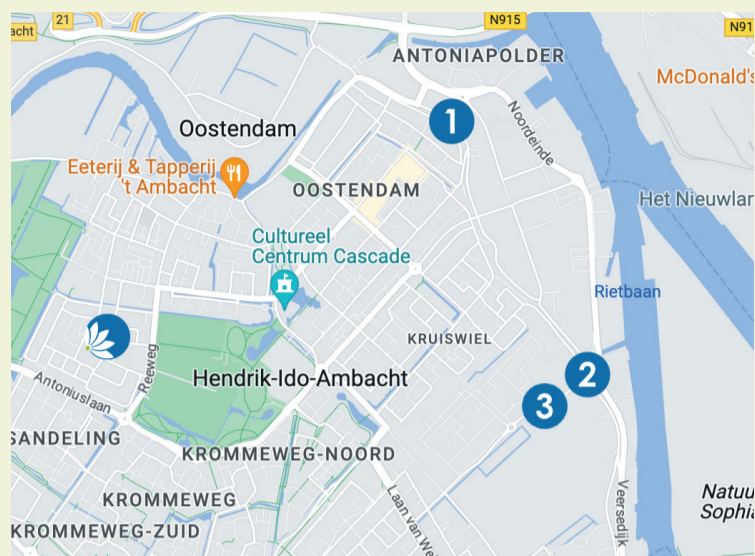 acht
21
N915
N91
ANTONIAPOLDER
McDonald's
1
Noordeinde
Oostendam
Eeterij & Tapperij
't Ambacht
OOSTENDAM
Het Nieuwlan
Cultureel
Centrum Cascade
Rietbaan
KRUISWIEL
Reeweg
Antoniuslaan
Hendrik-Ido-Ambacht
2
3
SANDELING
KROMMEWEG-NOORD
KROMMEWEG
Laan van We
Veersedijk
Natuu
Sophia
KROMMEWEG-ZUID